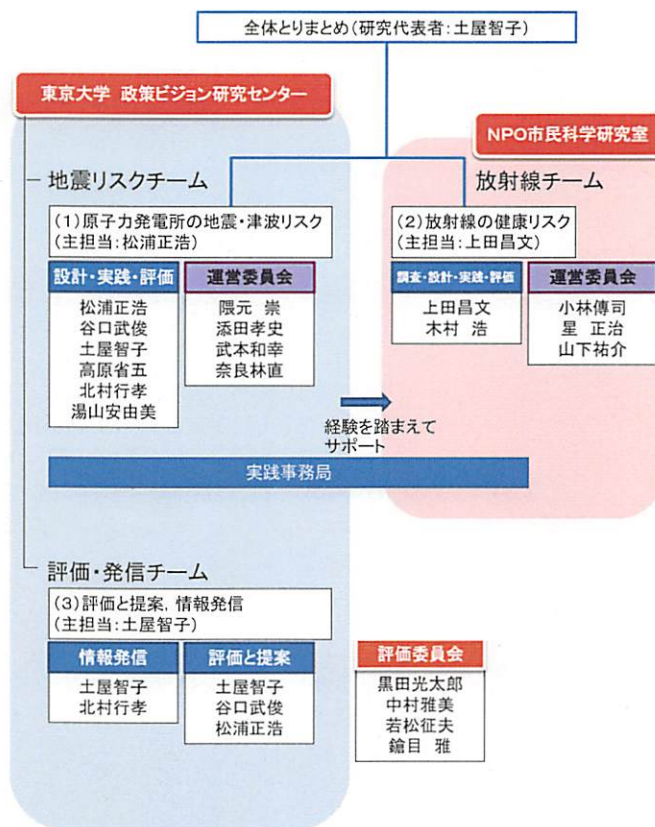 全体とりまとめ(研究代表者:土屋智子)
東京大学 政策ビジョン研究センター
NPO市民科学研究室
地震リスクチーム
(1)原子力発電所の地震・津波リスク
(主担当:松浦正浩)
設計・実践・評価
松浦正浩
谷口武俊
土屋智子
高原省五
北村行孝
湯山安由美
運営委員会
隈元 崇
添田孝史
武本和幸
奈良林直
放射線チーム
(2)放射線の健康リスク
(主担当:上田昌文)
調査・設計・実践・評価
上田昌文
木村 浩
運営委員会
小林傳司
星 正治
山下祐介
経験を踏まえて
サポート
実践事務局
評価・発信チーム
(3)評価と提案,情報発信
(主担当:土屋智子)
情報発信
土屋智子
北村行孝
評価と提案
土屋智子
谷口武俊
松浦正浩
評価委員会
黒田光太郎
中村雅美
若松征夫
鎗目 雅